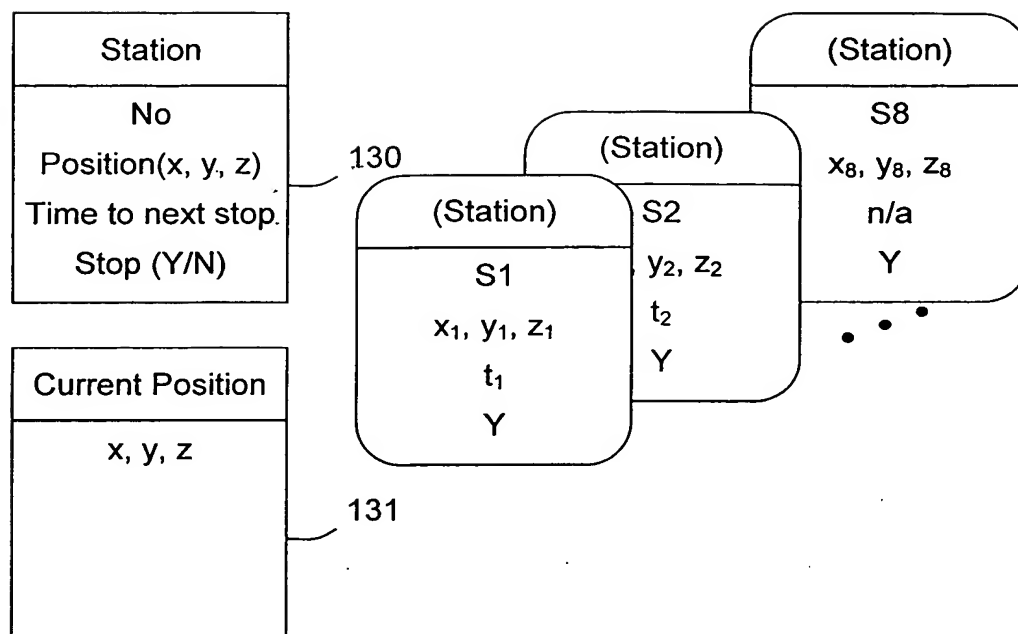 Station
No
Position(x, y, z)
Time to next stop.
Stop (Y/N)
130
Current Position
x, y, z
131
(Station)
S1
x₁, y₁, z₁
t₁
Y
(Station)
S2
, y₂, z₂
t₂
Y
(Station)
S8
x₈, y₈, z₈
n/a
Y